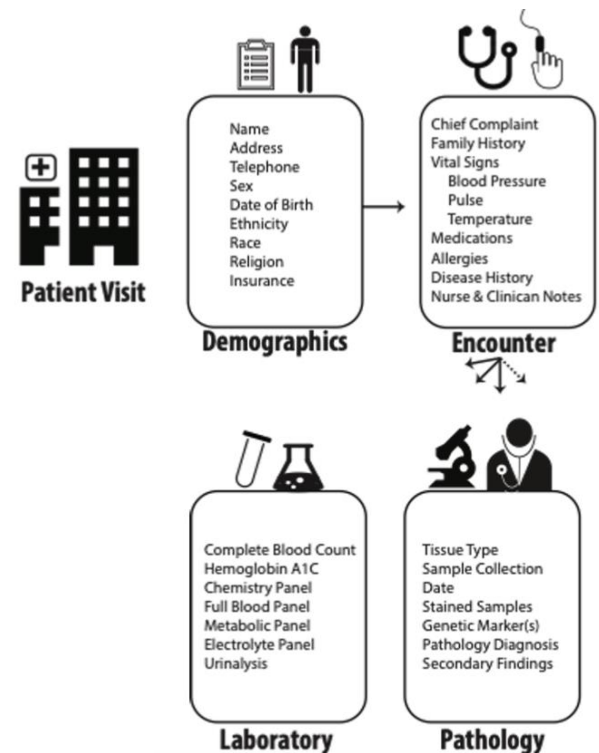 Patient Visit
Name
Address
Telephone
Sex
Date of Birth
Ethnicity
Race
Religion
Insurance
Demographics
Chief Complaint
Family History
Vital Signs
Blood Pressure
Pulse
Temperature
Medications
Allergies
Disease History
Nurse & Clinican Notes
Encounter
Complete Blood Count
Hemoglobin A1C
Chemistry Panel
Full Blood Panel
Metabolic Panel
Electrolyte Panel
Urinalysis
Laboratory
Tissue Type
Sample Collection
Date
Stained Samples
Genetic Marker(s)
Pathology Diagnosis
Secondary Findings
Pathology